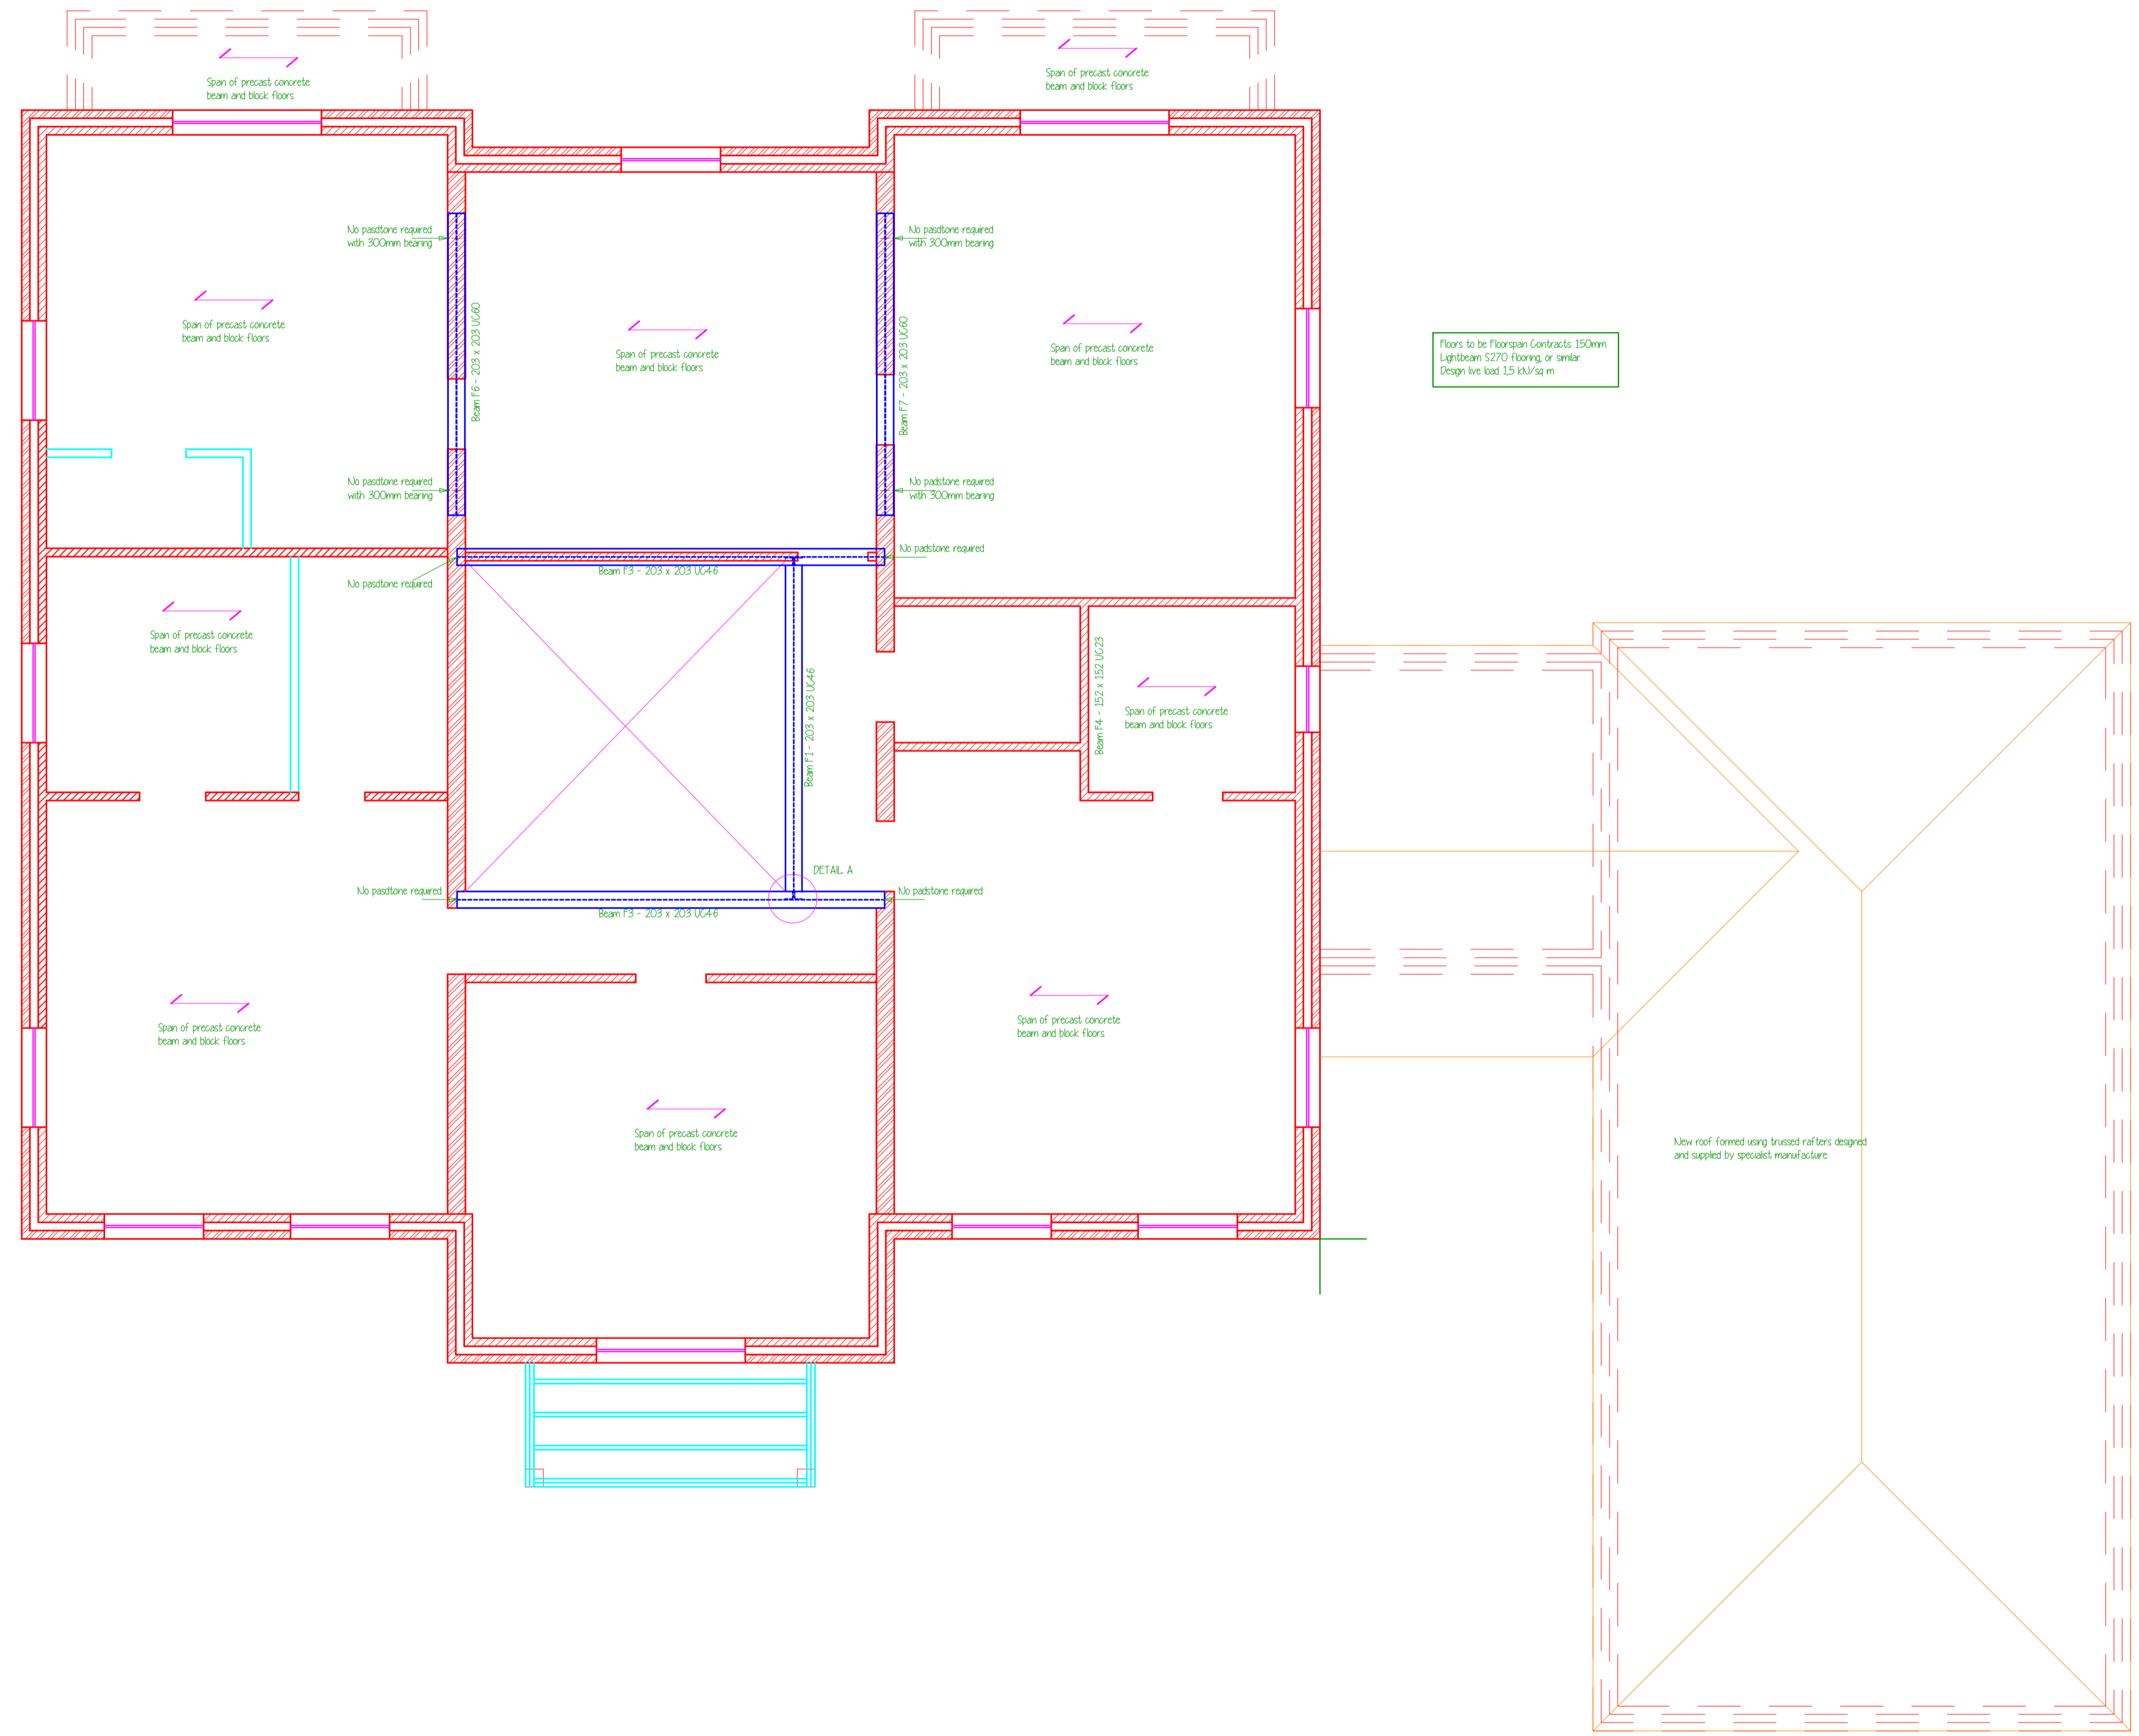 Span of precast concrete
beam and block floors
Span of precast concrete
beam and block floors
No pasdtone required
with 300mm bearing
No pasdtone required
with 300mm bearing
Beam F6 - 203 x 203 UC60
Span of precast concrete
beam and block floors
Span of precast concrete
beam and block floors
Beam F7 - 203 x 203 UC60
Span of precast concrete
beam and block floors
Floors to be Floorspan Contracts 150mm
Lightbeam S270 flooring, or similar.
Design live load 1,5 kN/sq m
No pasdtone required
with 300mm bearing
No padstone required
with 300mm bearing
No padstone required
Beam F3 - 203 x 203 UC46
No pasdtone required
Span of precast concrete
beam and block floors
Beam F1 - 203 x 203 UC46
Beam F4 - 152 x 152 UC23
Span of precast concrete
beam and block floors
DETAIL A
No pasdtone required
No padstone required
Beam F3 - 203 x 203 UC46
Span of precast concrete
beam and block floors
Span of precast concrete
beam and block floors
Span of precast concrete
beam and block floors
New roof formed using trussed rafters designed
and supplied by specialist manufacture